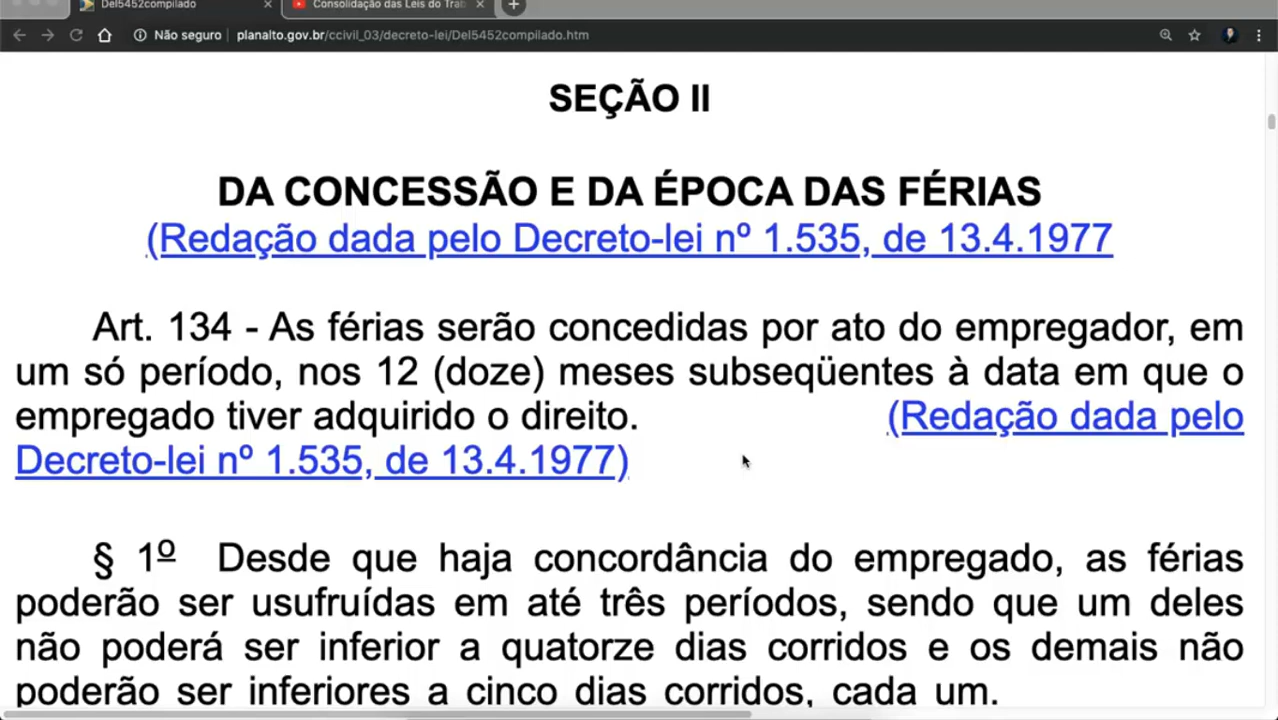 Del5452compilado
Consolidação das Leis do Trab
Não seguro | planalto.gov.br/ccivil_03/decreto-lei/Del5452compilado.htm
SEÇÃO II
DA CONCESSÃO E DA ÉPOCA DAS FÉRIAS
(Redação dada pelo Decreto-lei nº 1.535, de 13.4.1977
Art. 134 - As férias serão concedidas por ato do empregador, em
um só período, nos 12 (doze) meses subseqüentes à data em que o
empregado tiver adquirido o direito. (Redação dada pelo
Decreto-lei nº 1.535, de 13.4.1977)
§ 1º Desde que haja concordância do empregado, as férias
poderão ser usufruídas em até três períodos, sendo que um deles
não poderá ser inferior a quatorze dias corridos e os demais não
poderão ser inferiores a cinco dias corridos, cada um.